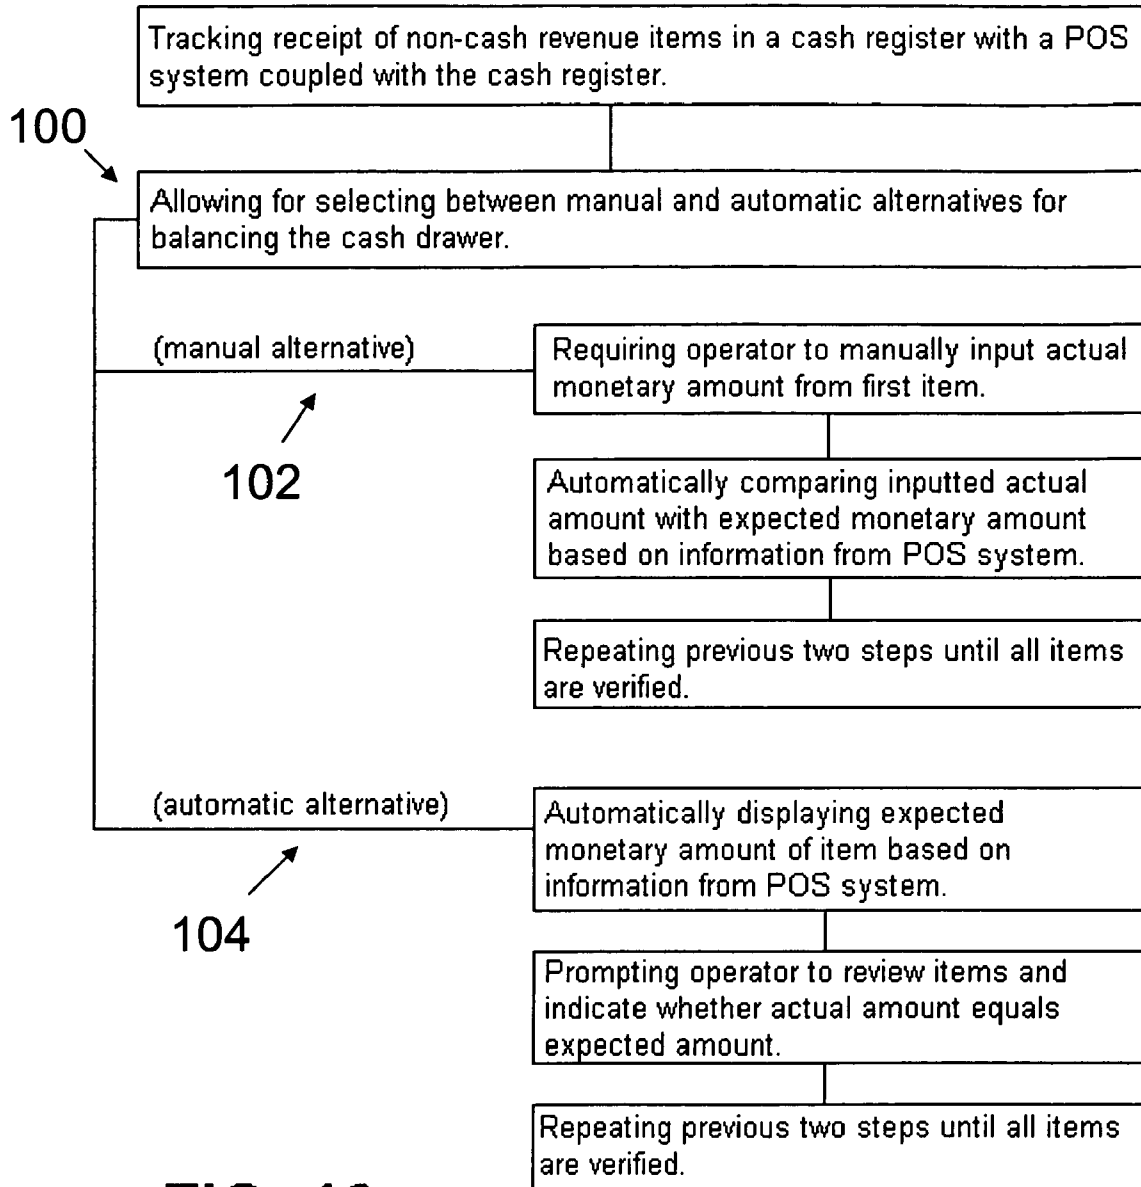 Tracking receipt of non-cash revenue items in a cash register with a POS
system coupled with the cash register.
100
Allowing for selecting between manual and automatic alternatives for
balancing the cash drawer.
(manual alternative)
Requiring operator to manually input actual
monetary amount from first item.
102
Automatically comparing inputted actual
amount with expected monetary amount
based on information from POS system.
Repeating previous two steps until all items
are verified.
(automatic alternative)
Automatically displaying expected
monetary amount of item based on
information from POS system.
104
Prompting operator to review items and
indicate whether actual amount equals
expected amount.
Repeating previous two steps until all items
are verified.